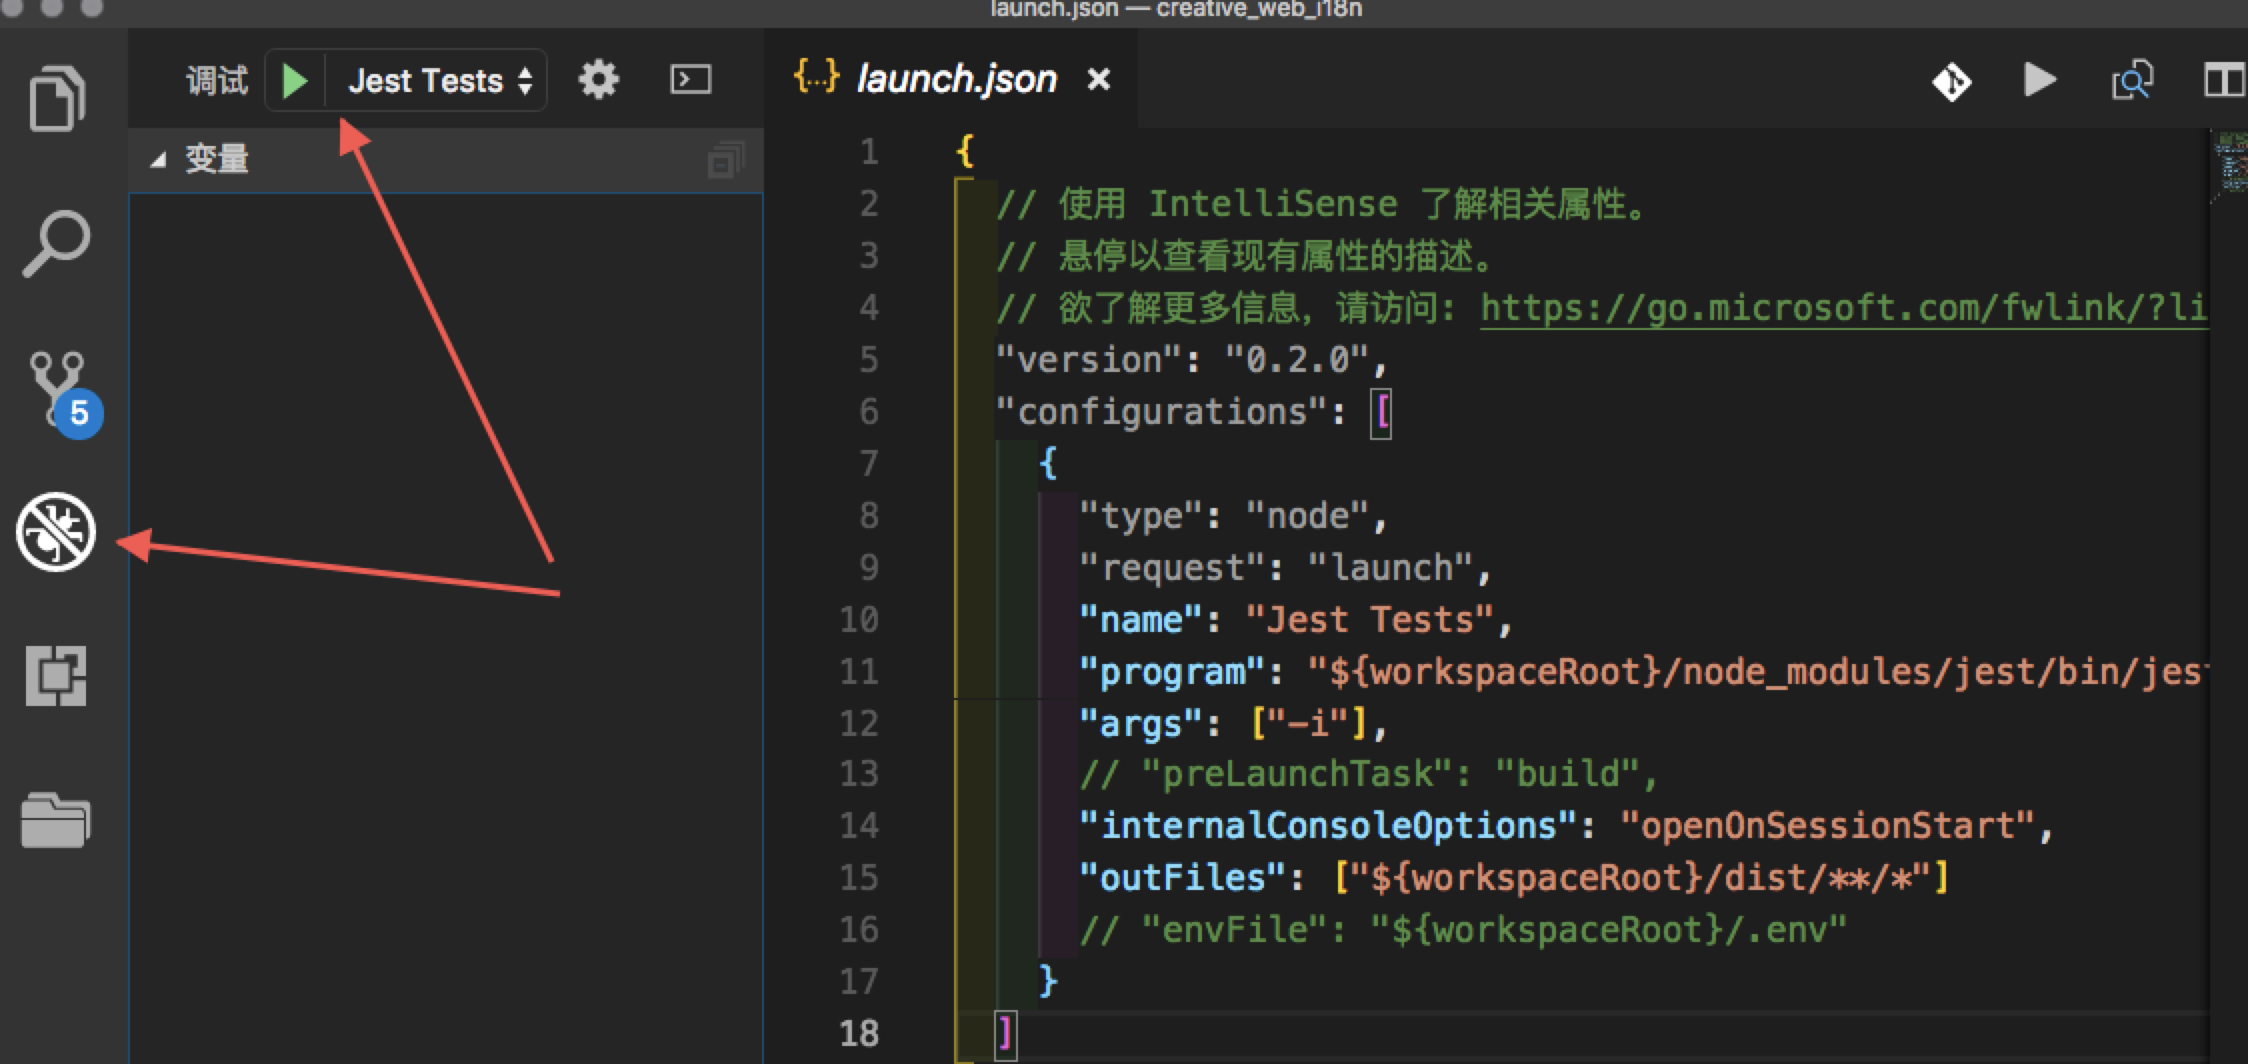 launch.json — creative_web_i18n
调试 Jest Tests
变量
5
{...} launch.json ×
1 {
2 // 使用 IntelliSense 了解相关属性。
3 // 悬停以查看现有属性的描述。
4 // 欲了解更多信息，请访问: https://go.microsoft.com/fwlink/?li
5 "version": "0.2.0",
6 "configurations": [
7 {
8 "type": "node",
9 "request": "launch",
10 "name": "Jest Tests",
11 "program": "${workspaceRoot}/node_modules/jest/bin/jes
12 "args": ["-i"],
13 // "preLaunchTask": "build",
14 "internalConsoleOptions": "openOnSessionStart",
15 "outFiles": ["${workspaceRoot}/dist/**/*"]
16 // "envFile": "${workspaceRoot}/.env"
17 }
18 ]